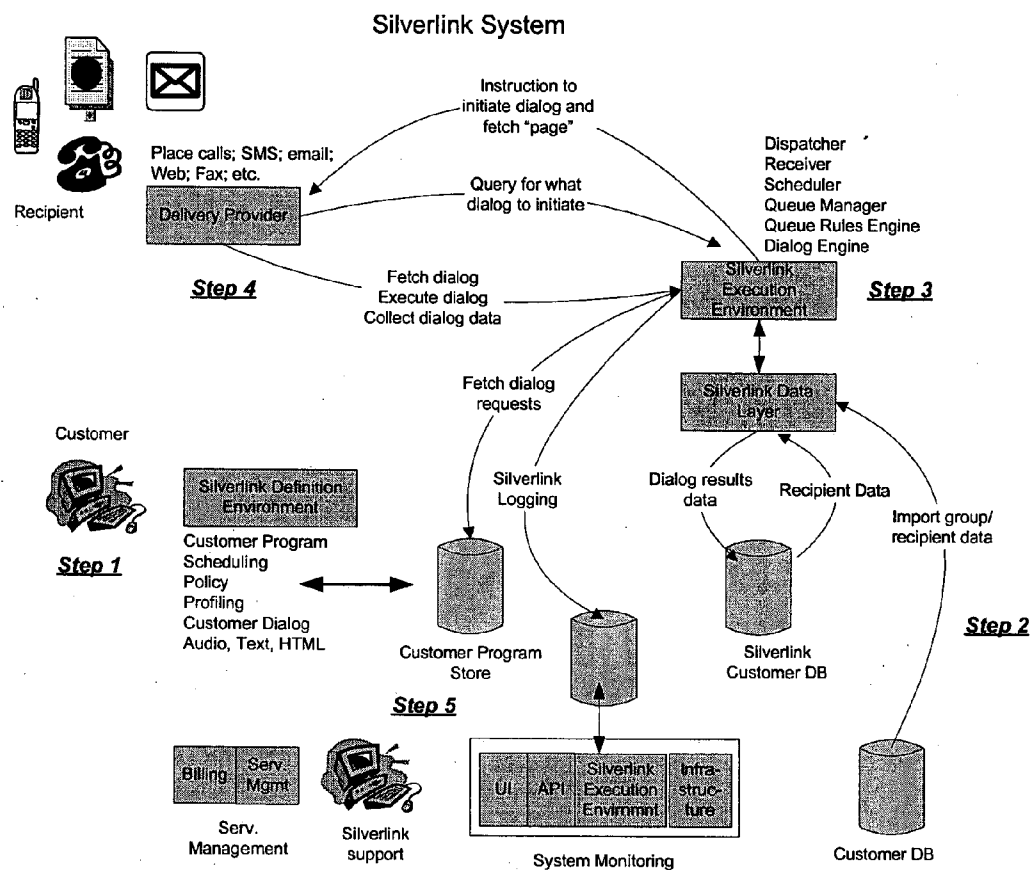 Silverlink System
Instruction to
initiate dialog and
fetch “page”
Place calls; SMS; email;
Web; Fax; etc.
Recipient
Delivery Provider
Query for what
dialog to initiate
Dispatcher
Receiver
Scheduler
Queue Manager
Queue Rules Engine
Dialog Engine
Step 4
Fetch dialog
Execute dialog
Collect dialog data
Silverlink
Execution
Environment
Step 3
Fetch dialog
requests
Silverlink Data
Layer
Customer
Silverlink Definition
Environment
Silverlink
Logging
Dialog results
data
Recipient Data
Import group/
recipient data
Step 1
Customer Program
Scheduling
Policy
Profiling
Customer Dialog
Audio, Text, HTML
Customer Program
Store
Silverlink
Customer DB
Step 2
Step 5
Billing
Serv.
Mgmt
Serv.
Management
Silverlink
support
UI
API
Silverlink
Execution
Envirnmnt
Infra-
struc-
ture
System Monitoring
Customer DB